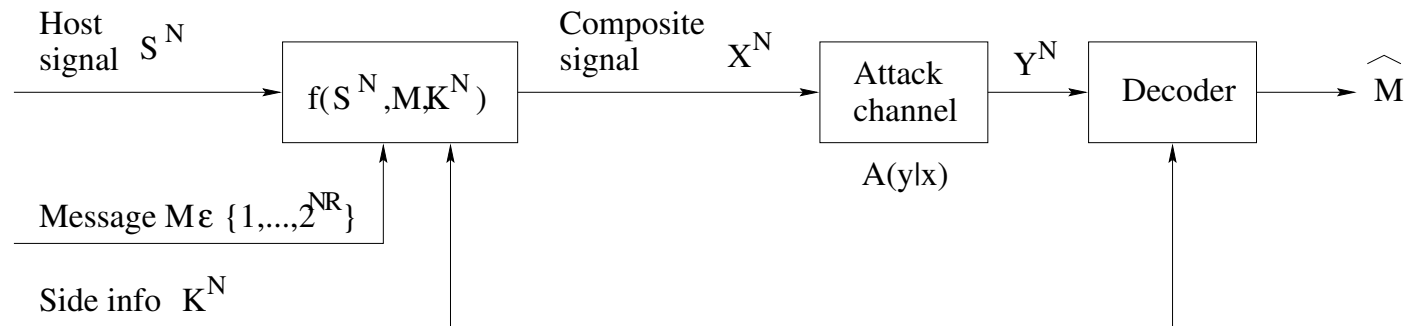 Host signal S^N
f(S^N,M,K^N)
Composite signal X^N
Attack channel
A(y|x)
Y^N
Decoder
M̂
Message M ε {1,...,2^NR}
Side info K^N